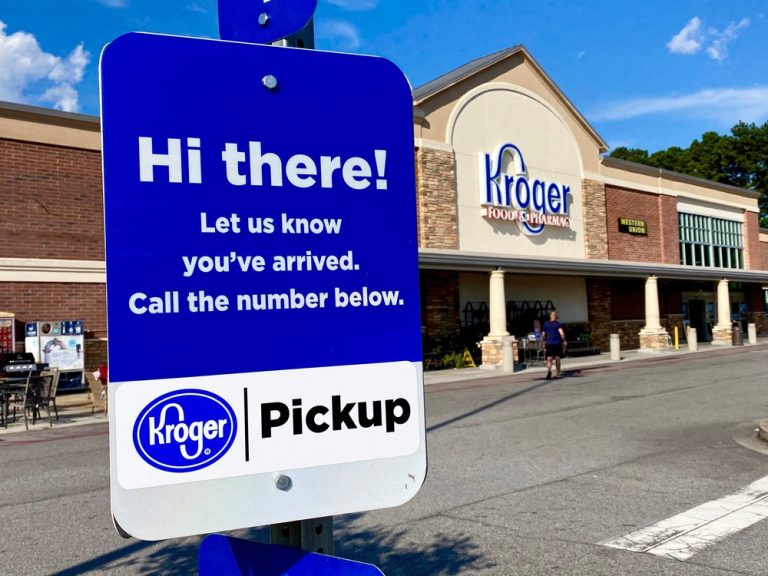 Hi there!
Let us know
you've arrived.
Call the number below.
Kroger
Pickup
Kroger
FOOD & PHARMACY
WESTERN
UNION